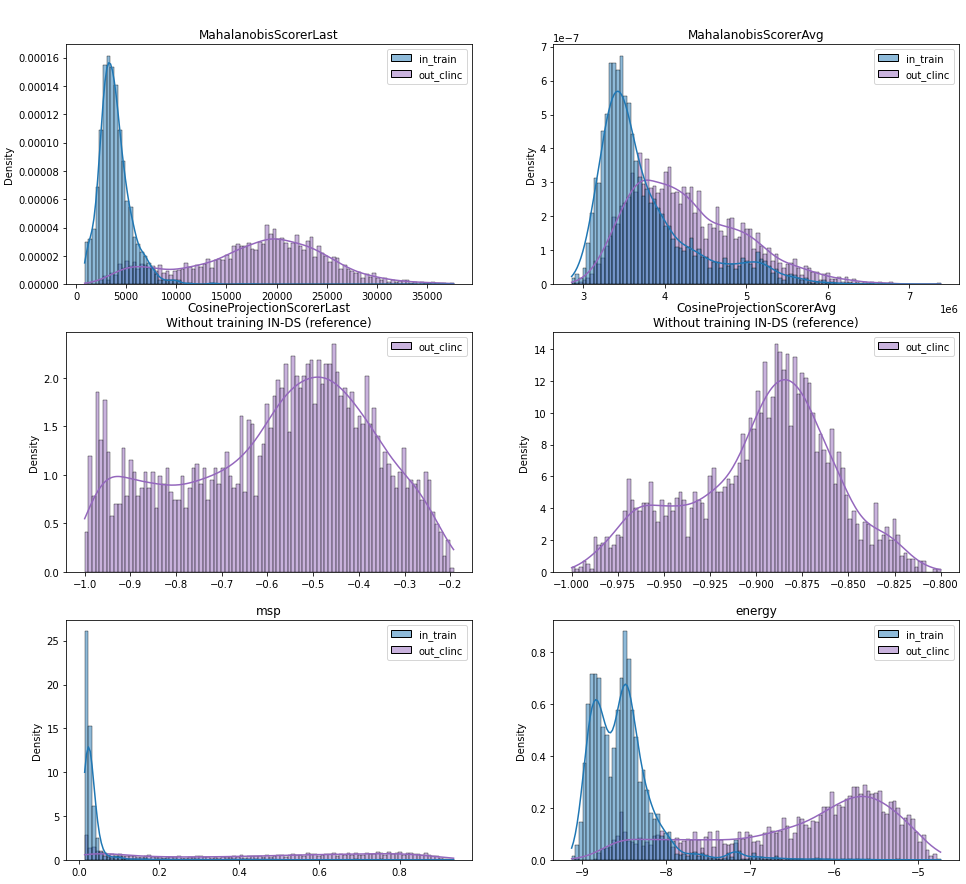 MahalanobisScorerLast
0.00016
0.00014
0.00012
0.00010
0.00008
0.00006
0.00004
0.00002
0.00000
Density
in_train
out_clinc
0 5000 10000 15000 20000 25000 30000 35000
MahalanobisScorerAvg
1e−7
7
6
5
4
3
2
1
0
Density
in_train
out_clinc
3 4 5 6 7
1e6
CosineProjectionScorerLast
Without training IN-DS (reference)
2.0
1.5
1.0
0.5
0.0
Density
out_clinc
−1.0 −0.9 −0.8 −0.7 −0.6 −0.5 −0.4 −0.3 −0.2
CosineProjectionScorerAvg
Without training IN-DS (reference)
14
12
10
8
6
4
2
0
Density
out_clinc
−1.000 −0.975 −0.950 −0.925 −0.900 −0.875 −0.850 −0.825 −0.800
msp
25
20
15
10
5
0
Density
in_train
out_clinc
0.0 0.2 0.4 0.6 0.8
energy
0.8
0.6
0.4
0.2
0.0
Density
in_train
out_clinc
−9 −8 −7 −6 −5